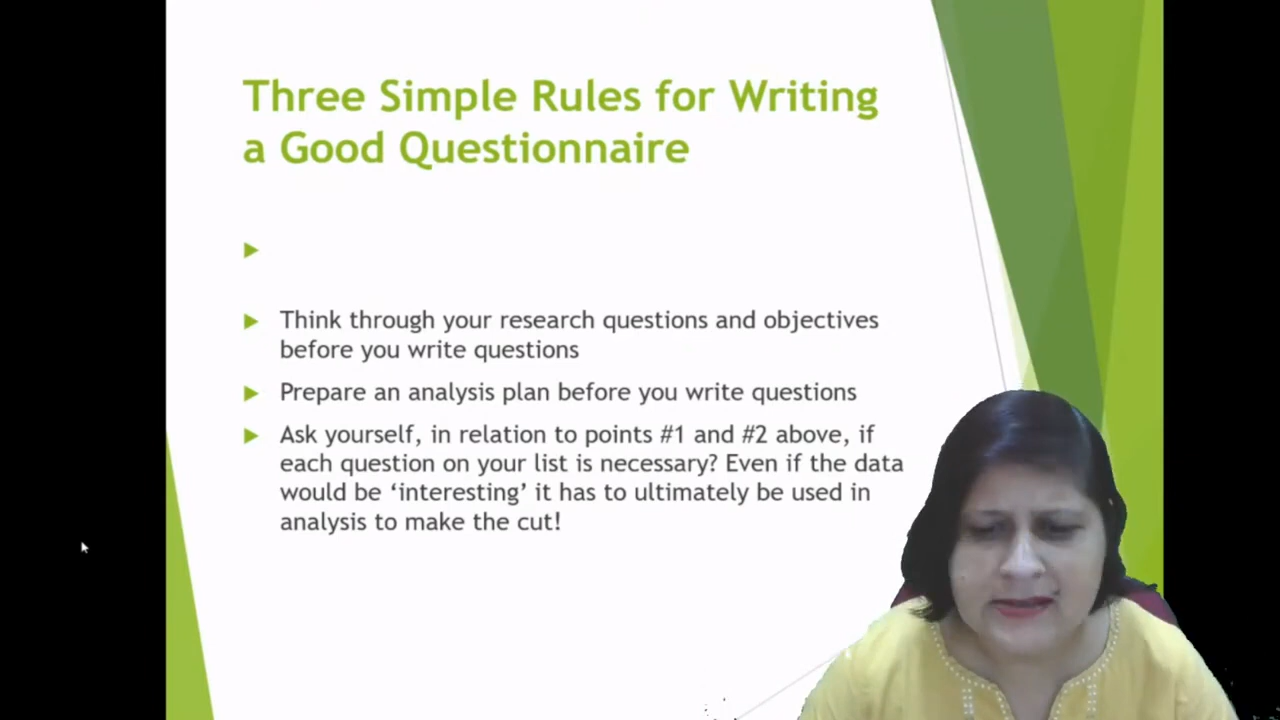 Three Simple Rules for Writing
a Good Questionnaire
Think through your research questions and objectives
before you write questions
Prepare an analysis plan before you write questions
Ask yourself, in relation to points #1 and #2 above, if
each question on your list is necessary? Even if the data
would be ‘interesting’ it has to ultimately be used in
analysis to make the cut!